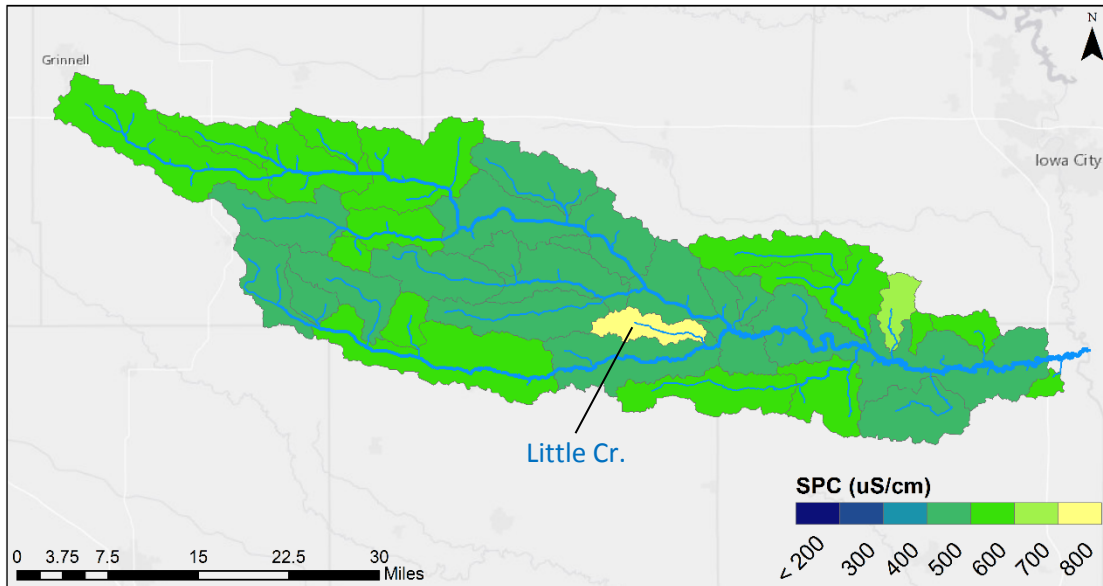 N
Grinnell
Iowa City
Little Cr.
SPC (uS/cm)
< 200 300 400 500 600 700 800
0 3.75 7.5 15 22.5 30
Miles